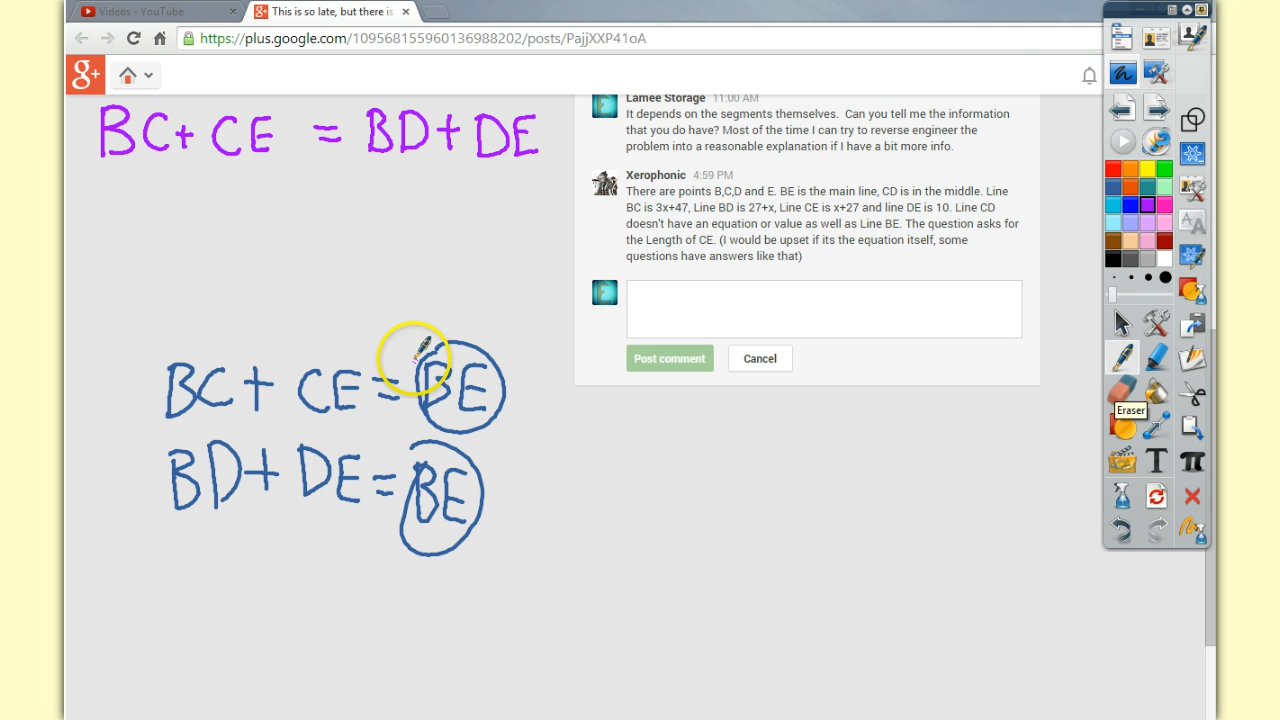 Videos - YouTube
This is so late, but there is
g+
BC + CE = BD + DE
Lamee Storage 11:00 AM
It depends on the segments themselves. Can you tell me the information
that you do have? Most of the time I can try to reverse engineer the
problem into a reasonable explanation if I have a bit more info.
Xerophonic 4:59 PM
There are points B,C,D and E. BE is the main line, CD is in the middle. Line
BC is 3x+47, Line BD is 27+x, Line CE is x+27 and line DE is 10. Line CD
doesn't have an equation or value as well as Line BE. The question asks for
the Length of CE. (I would be upset if its the equation itself, some
questions have answers like that)
Post comment
Cancel
BC + CE = BE
BD + DE = BE
Eraser
T
π